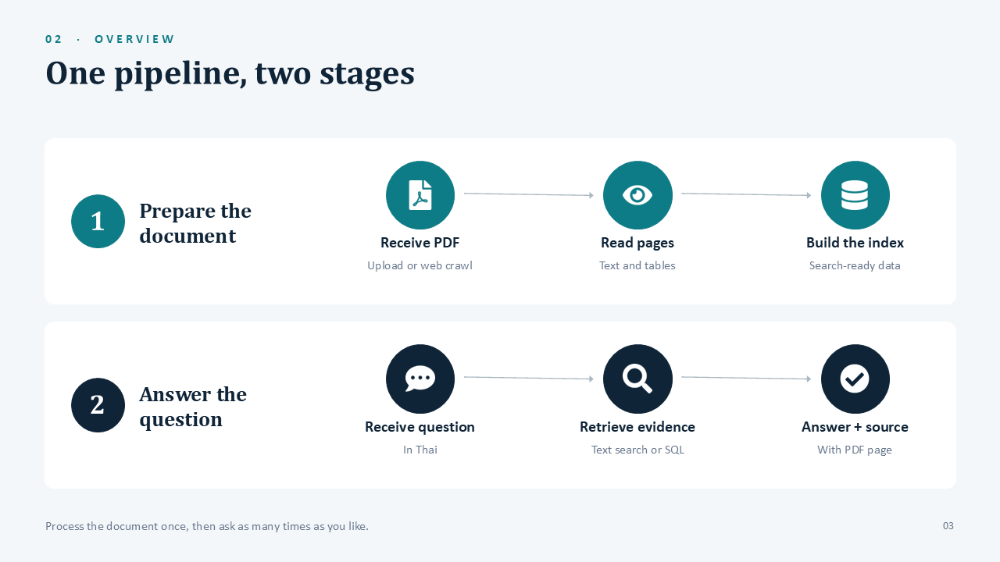 02 · OVERVIEW
One pipeline, two stages
1
Prepare the
document
Receive PDF
Upload or web crawl
Read pages
Text and tables
Build the index
Search-ready data
2
Answer the
question
Receive question
In Thai
Retrieve evidence
Text search or SQL
Answer + source
With PDF page
Process the document once, then ask as many times as you like.
03